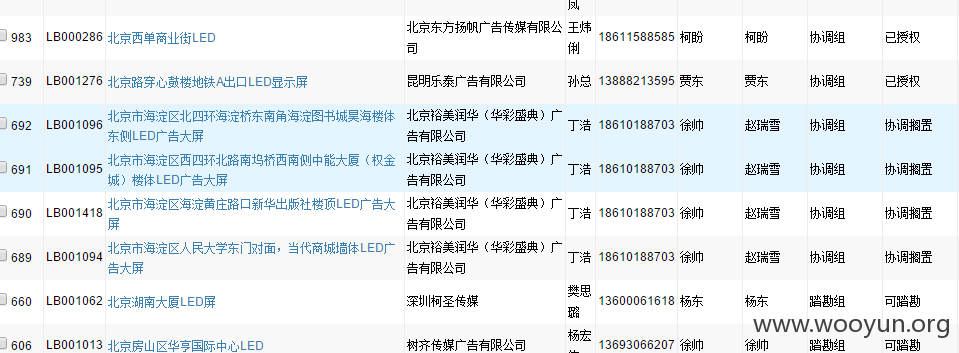 凤
983 LB000286 北京西单商业街LED 北京东方扬帆广告传媒有限公司 王炜俐 18611588585 柯盼 柯盼 协调组 已授权
739 LB001276 北京路穿心鼓楼地铁A出口LED显示屏 昆明乐泰广告有限公司 孙总 13888213595 贾东 贾东 协调组 已授权
692 LB001096 北京市海淀区北四环海淀桥东南角海淀图书城昊海楼体东侧LED广告大屏 北京裕美润华（华彩盛典）广告有限公司 丁浩 18610188703 徐帅 赵瑞雪 协调组 协调搁置
691 LB001095 北京市海淀区西四环北路南坞桥西南侧中能大厦（权金城）楼体LED广告大屏 北京裕美润华（华彩盛典）广告有限公司 丁浩 18610188703 徐帅 赵瑞雪 协调组 协调搁置
690 LB001418 北京市海淀区海淀黄庄路口新华出版社楼顶LED广告大屏 北京裕美润华（华彩盛典）广告有限公司 丁浩 18610188703 徐帅 赵瑞雪 协调组 协调搁置
689 LB001094 北京市海淀区人民大学东门对面，当代商城墙体LED广告大屏 北京裕美润华（华彩盛典）广告有限公司 丁浩 18610188703 徐帅 赵瑞雪 协调组 协调搁置
660 LB001062 北京湖南大厦LED屏 深圳柯圣传媒 樊思璐 13600061618 杨东 杨东 踏勘组 可踏勘
www.wooyun.org
606 LB001013 北京房山区华亨国际中心LED 树齐传媒广告有限公司 杨宏 13693066207 徐帅 徐帅 踏勘组 可踏勘